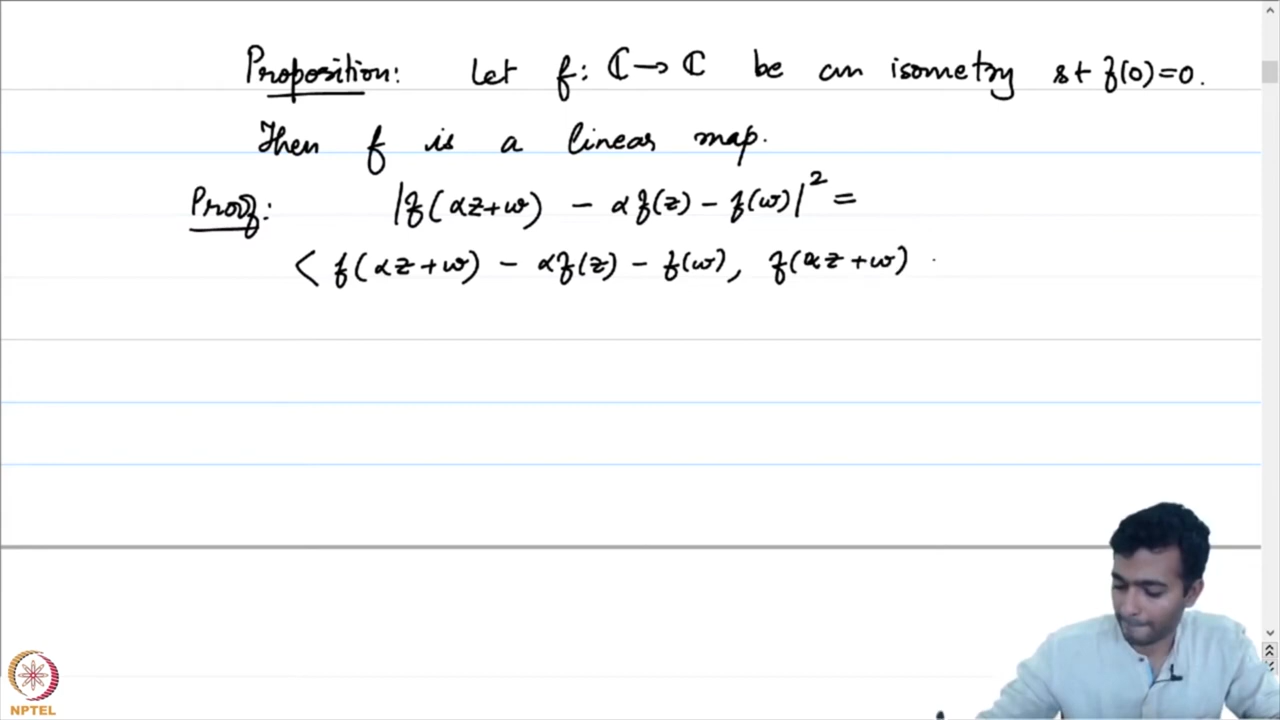 Proposition: Let f: ℂ → ℂ be an isometry st f(0)=0.
Then f is a linear map.
Proof: |f(αz+w) - αf(z) - f(w)|² =
< f(αz+w) - αf(z) - f(w), f(αz+w) -
NPTEL